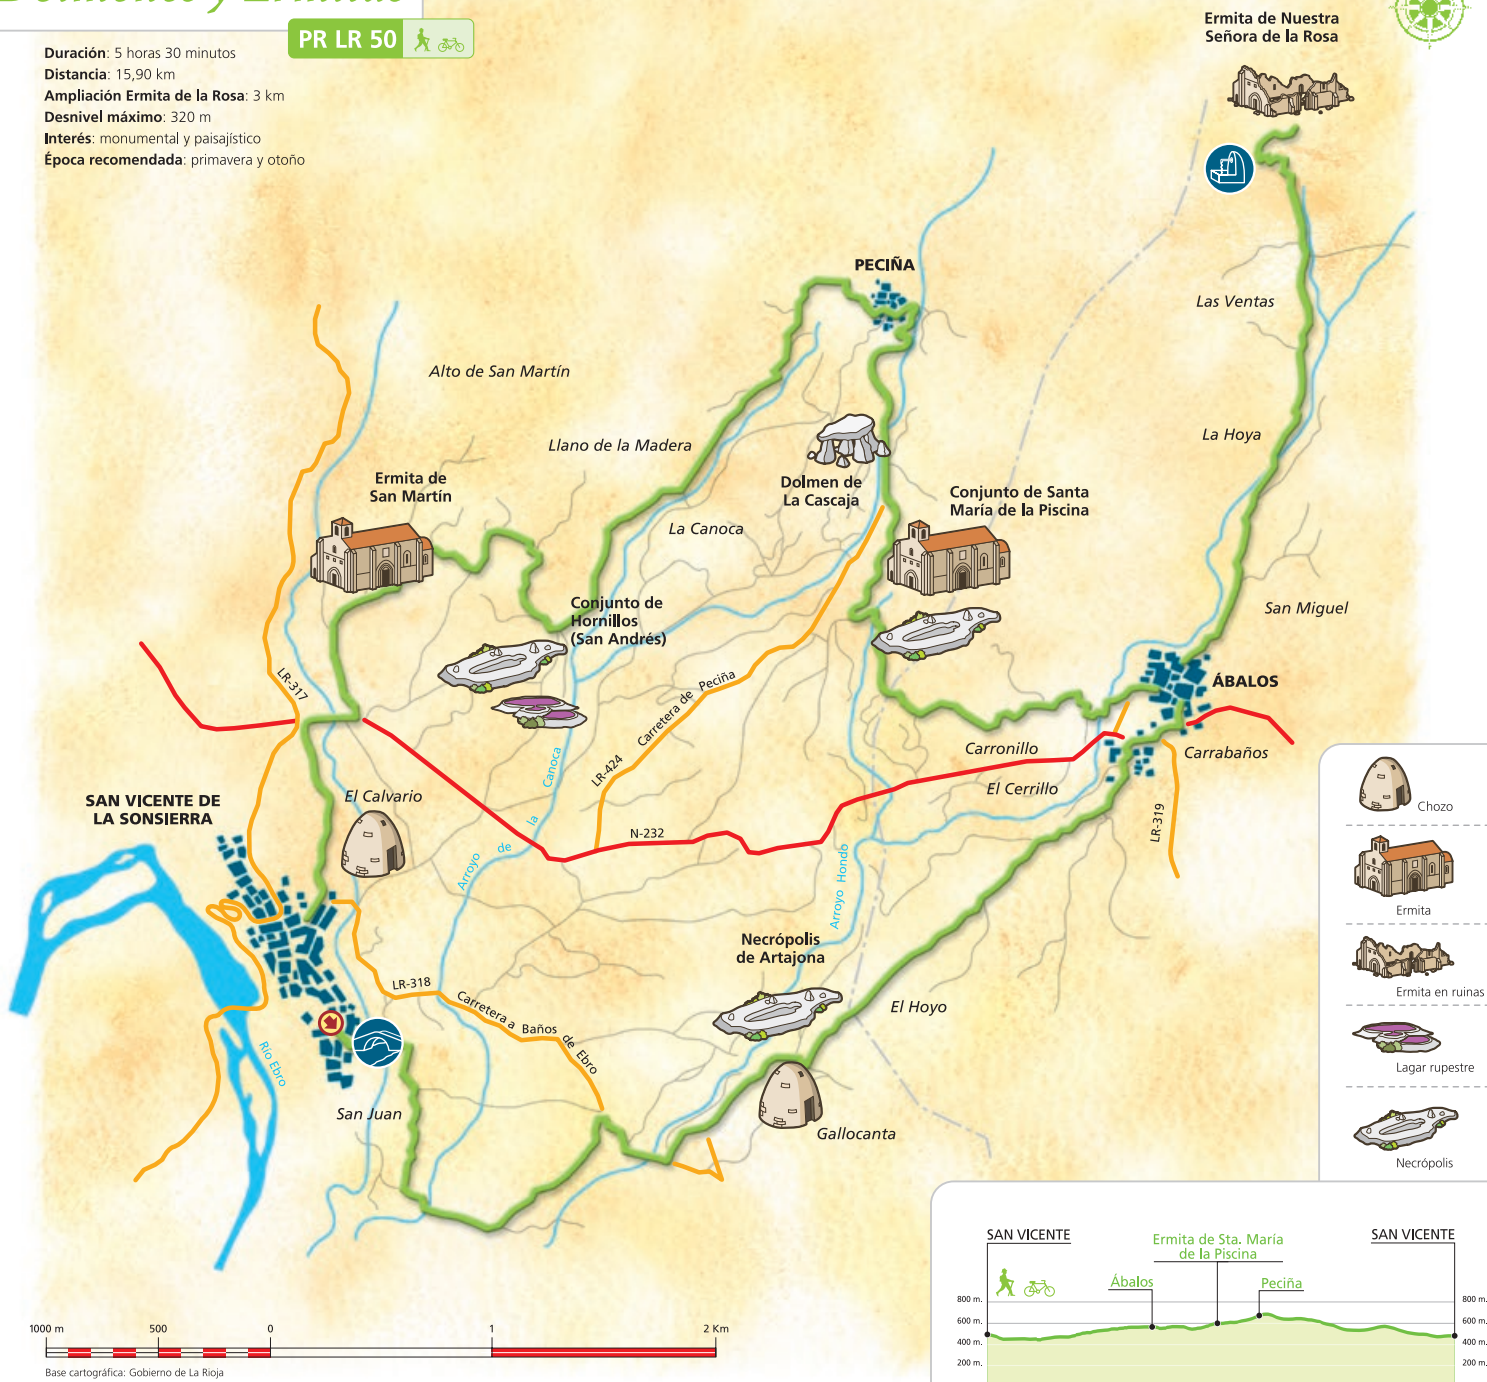 Dólmenes y Ermitas
PR LR 50
Duración: 5 horas 30 minutos
Distancia: 15,90 km
Ampliación Ermita de la Rosa: 3 km
Desnivel máximo: 320 m
Interés: monumental y paisajístico
Época recomendada: primavera y otoño
Ermita de Nuestra
Señora de la Rosa
PECIÑA
Las Ventas
Alto de San Martín
Llano de la Madera
La Hoya
Ermita de
San Martín
Dolmen de
La Cascaja
Conjunto de Santa
María de la Piscina
La Canoca
Conjunto de
Hornillos
(San Andrés)
San Miguel
LR-317
Carretera de Peciña
LR-424
ÁBALOS
Carronillo
Carrabaños
El Cerrillo
LR-319
Arroyo de la Canoca
El Calvario
SAN VICENTE DE
LA SONSIERRA
N-232
Arroyo Hondo
Necrópolis
de Artajona
LR-318
Carretera a Baños de Ebro
El Hoyo
Río Ebro
San Juan
Gallocanta
Chozo
Ermita
Ermita en ruinas
Lagar rupestre
Necrópolis
SAN VICENTE
Ermita de Sta. María
de la Piscina
SAN VICENTE
Ábalos
Peciña
800 m.
800 m.
600 m.
600 m.
400 m.
400 m.
200 m.
200 m.
1000 m 500 0 1 2 Km
Base cartográfica: Gobierno de La Rioja